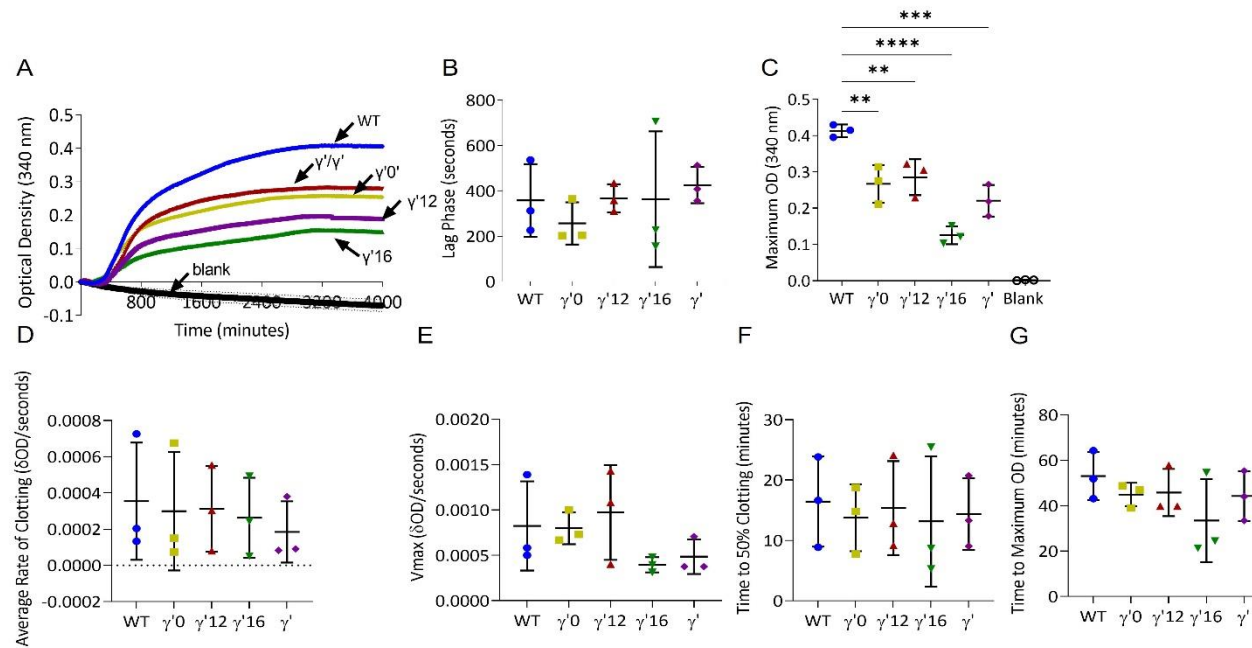 A
Optical Density (340 nm)
0.5
0.4
0.3
0.2
0.1
0.0
-0.1
WT
γ'/γ'
γ'0'
γ'12
γ'16
blank
800 1600 2400 3200 4000
Time (minutes)
B
Lag Phase (seconds)
800
600
400
200
0
WT γ'0 γ'12 γ'16 γ'
C
***
****
**
**
Maximum OD (340 nm)
0.5
0.4
0.3
0.2
0.1
0.0
WT γ'0 γ'12 γ'16 γ' Blank
D
Average Rate of Clotting (δOD/seconds)
0.0008
0.0006
0.0004
0.0002
0.0000
-0.0002
WT γ'0 γ'12 γ'16 γ'
E
Vmax (δOD/seconds)
0.0020
0.0015
0.0010
0.0005
0.0000
WT γ'0 γ'12 γ'16 γ'
F
Time to 50% Clotting (minutes)
30
20
10
0
WT γ'0 γ'12 γ'16 γ'
G
Time to Maximum OD (minutes)
80
60
40
20
0
WT γ'0 γ'12 γ'16 γ'